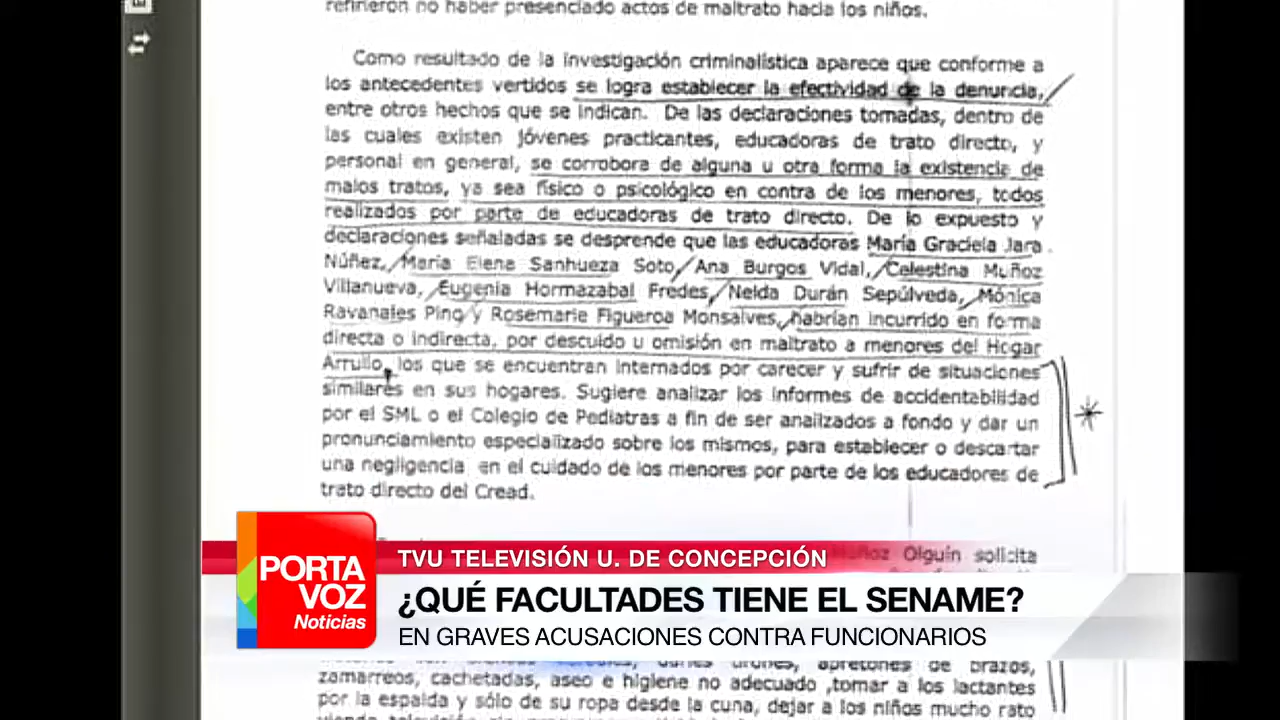 refirieron no haber presenciado actos de maltrato hacia los niños.
Como resultado de la investigación criminalística aparece que conforme a
los antecedentes vertidos se logra establecer la efectividad de la denuncia,
entre otros hechos que se indican. De las declaraciones tomadas, dentro de
las cuales existen jóvenes practicantes, educadoras de trato directo, y
personal en general, se corrobora de alguna u otra forma la existencia de
malos tratos, ya sea físico o psicológico en contra de los menores, todos
realizados por parte de educadoras de trato directo. De lo expuesto y
declaraciones señaladas se desprende que las educadoras María Graciela Jara
Núñez, María Elena Sanhueza Soto, Ana Burgos Vidal, Celestina Muñoz
Villanueva, Eugenia Hormazabal Fredes, Nelda Durán Sepúlveda, Mónica
Ravanales Pino y Rosemarie Figueroa Monsalves, habrían incurrido en forma
directa o indirecta, por descuido u omisión en maltrato a menores del Hogar
Arrullo, los que se encuentran internados por carecer y sufrir de situaciones
similares en sus hogares. Sugiere analizar los informes de accidentabilidad
por el SML o el Colegio de Pediatras a fin de ser analizados a fondo y dar un
pronunciamiento especializado sobre los mismos, para establecer o descartar
una negligencia en el cuidado de los menores por parte de los educadores de
trato directo del Cread.
Muñoz Olguín solicita
TVU TELEVISIÓN U. DE CONCEPCIÓN
PORTA
VOZ
Noticias
¿QUÉ FACULTADES TIENE EL SENAME?
EN GRAVES ACUSACIONES CONTRA FUNCIONARIOS
apretones de brazos,
zamarreos, cachetadas, aseo e higiene no adecuado ,tomar a los lactantes
por la espalda y sólo de su ropa desde la cuna, dejar a los niños mucho rato